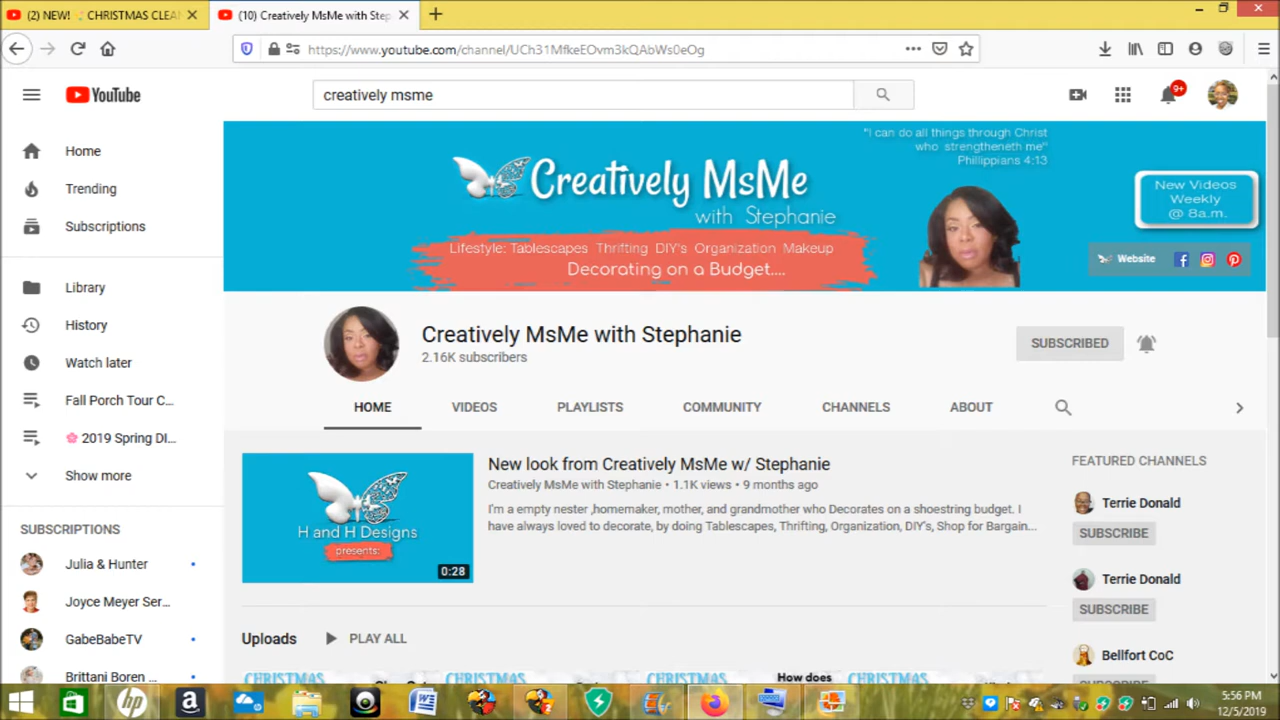 (2) NEW! CHRISTMAS CLEA
(10) Creatively MsMe with Step
https://www.youtube.com/channel/UCh31MfkeEOvm3kQAbWs0eOg
YouTube
creatively msme
9+
Home
Trending
Subscriptions
Library
History
Watch later
Fall Porch Tour C...
2019 Spring DI...
Show more
SUBSCRIPTIONS
Julia & Hunter
Joyce Meyer Ser...
GabeBabeTV
Brittani Boren ...
"I can do all things through Christ
who strengtheneth me"
Phillippians 4:13
Creatively MsMe
with Stephanie
Lifestyle: Tablescapes Thrifting DIY's Organization Makeup
Decorating on a Budget....
New Videos
Weekly
@ 8a.m.
Website
Creatively MsMe with Stephanie
2.16K subscribers
SUBSCRIBED
HOME VIDEOS PLAYLISTS COMMUNITY CHANNELS ABOUT
H and H Designs
presents:
0:28
New look from Creatively MsMe w/ Stephanie
Creatively MsMe with Stephanie • 1.1K views • 9 months ago
I'm a empty nester ,homemaker, mother, and grandmother who Decorates on a shoestring budget. I
have always loved to decorate, by doing Tablescapes, Thrifting, Organization, DIY's, Shop for Bargain...
FEATURED CHANNELS
Terrie Donald
SUBSCRIBE
Terrie Donald
SUBSCRIBE
Bellfort CoC
Uploads PLAY ALL
CHRISTMAS
CHRISTMAS
How does
CHRISTMAS
5:56 PM
12/5/2019